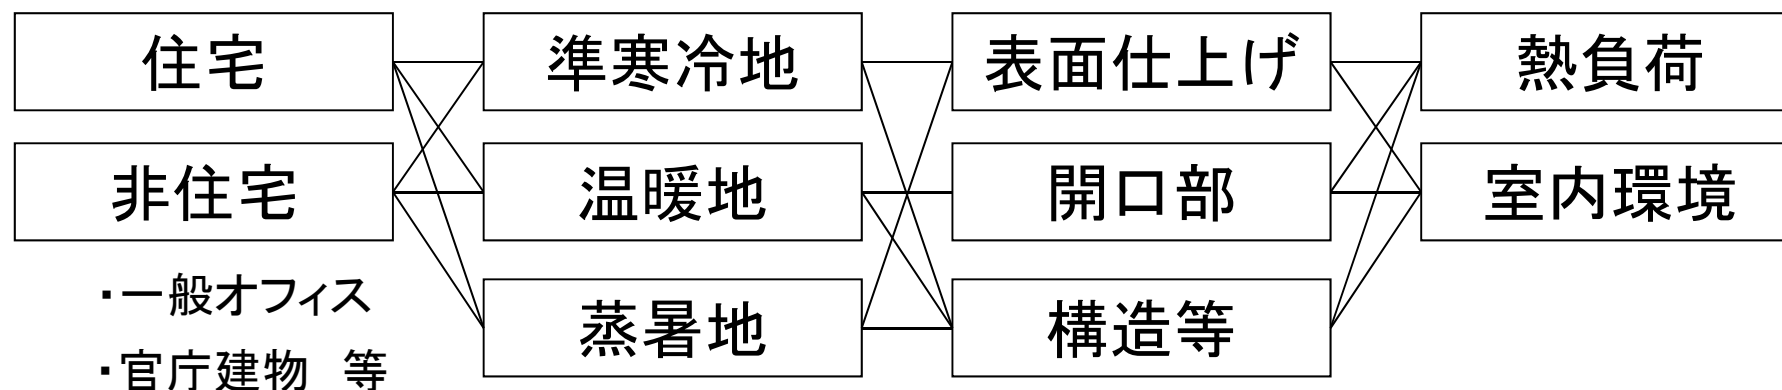 住宅
準寒冷地
表面仕上げ
熱負荷
非住宅
温暖地
開口部
室内環境
蒸暑地
構造等
・一般オフィス
・官庁建物　等